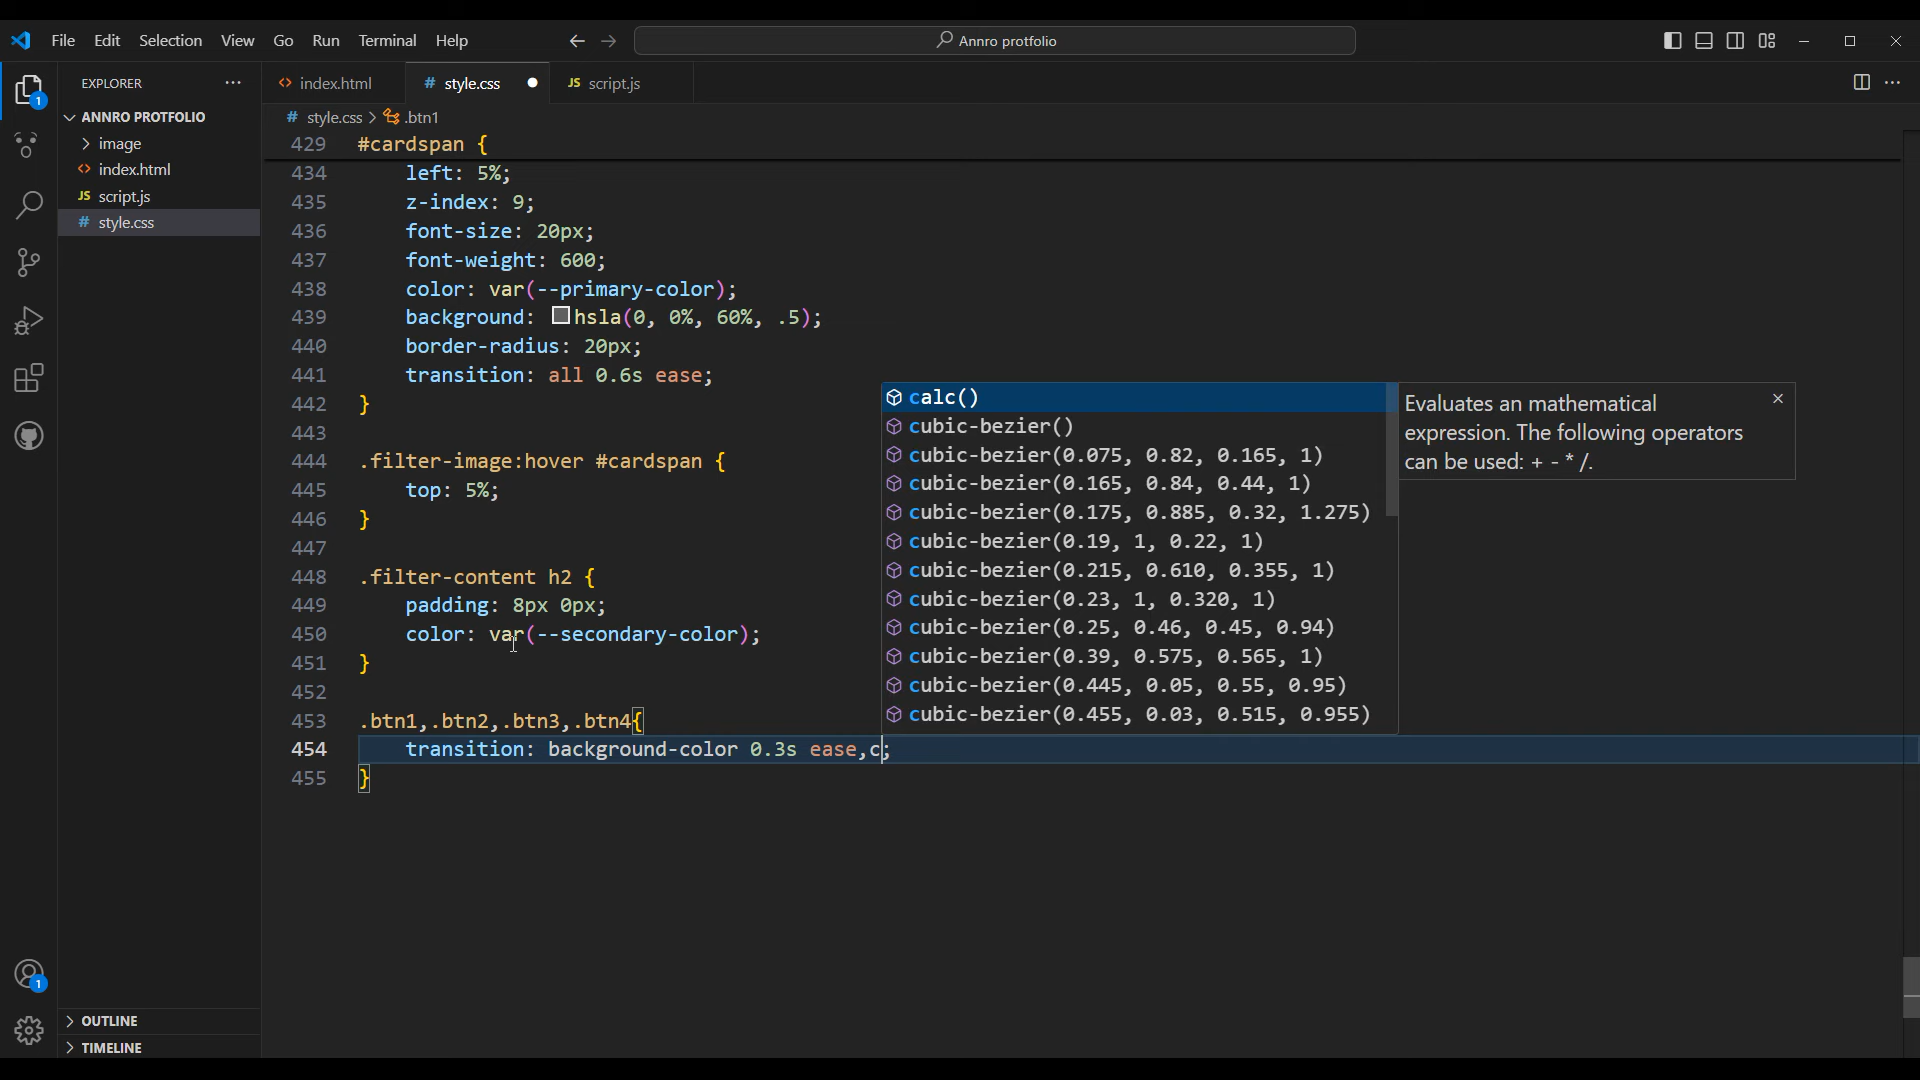 File Edit Selection View Go Run Terminal Help
Annro protfolio
EXPLORER
index.html
# style.css
JS script.js
ANNRO PROTFOLIO
image
index.html
JS script.js
# style.css
# style.css > .btn1
429 #cardspan {
434 left: 5%;
435 z-index: 9;
436 font-size: 20px;
437 font-weight: 600;
438 color: var(--primary-color);
439 background: hsla(0, 0%, 60%, .5);
440 border-radius: 20px;
441 transition: all 0.6s ease;
442 }
443
444 .filter-image:hover #cardspan {
445 top: 5%;
446 }
447
448 .filter-content h2 {
449 padding: 8px 0px;
450 color: var(--secondary-color);
451 }
452
453 .btn1,.btn2,.btn3,.btn4{
454 transition: background-color 0.3s ease,c;
455 }
calc()
cubic-bezier()
cubic-bezier(0.075, 0.82, 0.165, 1)
cubic-bezier(0.165, 0.84, 0.44, 1)
cubic-bezier(0.175, 0.885, 0.32, 1.275)
cubic-bezier(0.19, 1, 0.22, 1)
cubic-bezier(0.215, 0.610, 0.355, 1)
cubic-bezier(0.23, 1, 0.320, 1)
cubic-bezier(0.25, 0.46, 0.45, 0.94)
cubic-bezier(0.39, 0.575, 0.565, 1)
cubic-bezier(0.445, 0.05, 0.55, 0.95)
cubic-bezier(0.455, 0.03, 0.515, 0.955)
Evaluates an mathematical
expression. The following operators
can be used: + - * /.
1
1
OUTLINE
TIMELINE